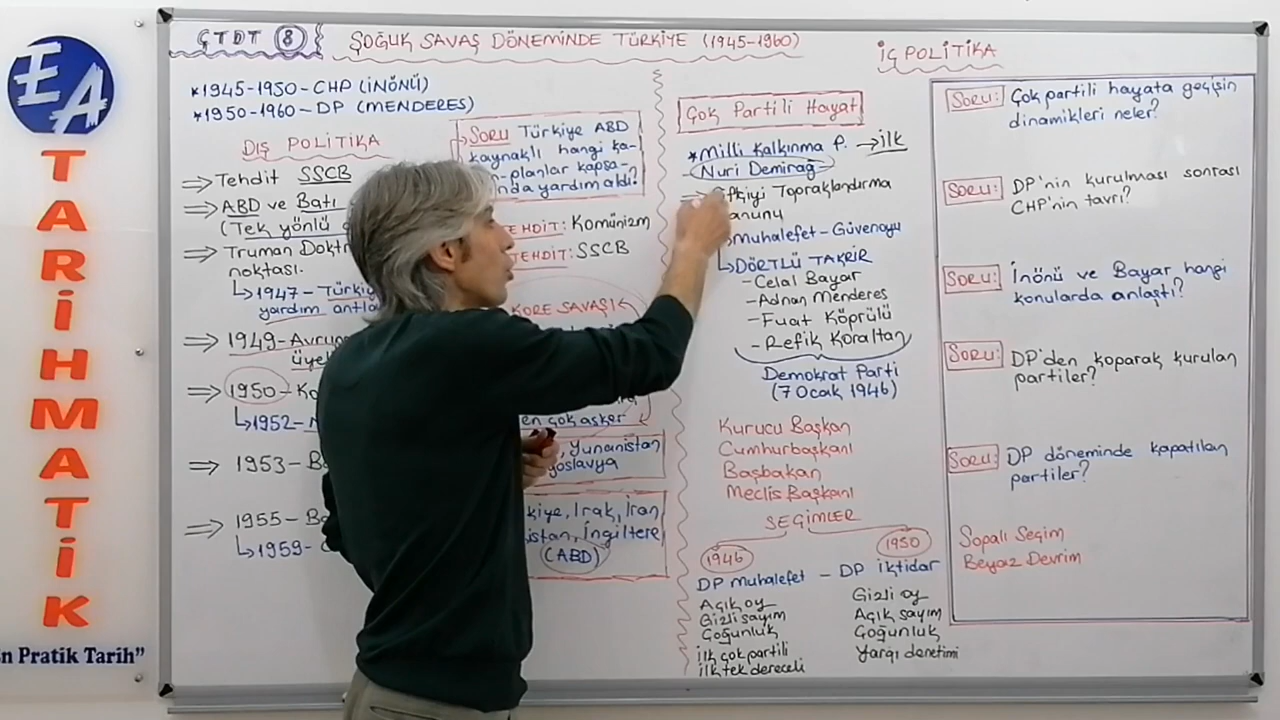 EA
TARİHMATİK
n Pratik Tarih"
ÇTDT 8
SOĞUK SAVAŞ DÖNEMİNDE TÜRKİYE (1945-1960)
*1945-1950-CHP (İNÖNÜ)
*1950-1960-DP (MENDERES)
DIŞ POLİTİKA
⇒ Tehdit SSCB
⇒ ABD ve Batı
(Tek yönlü
⇒ Truman Doktr
noktası.
↳1947-Türkiy
yardım antla
⇒ 1949-Avrup
üyel
⇒ 1950-Ko
↳1952-
⇒ 1953-B
⇒ 1955-Ba
↳1959-
SORU Türkiye ABD
kaynaklı hangi ka-
n-planlar kapsa-
nda yardım aldı?
TEHDİT: Komünizm
TEHDİT: SSCB
KORE SAVAŞI
en çok asker
, Yunanistan
goslavya
kiye, Irak, İran
istan, İngiltere
(ABD)
İÇ POLİTİKA
Çok Partili Hayat
*Milli Kalkınma P. →İlk
-Nuri Demirağ-
⇒ Çiftçiyi Topraklandırma
anunu
muhalefet-Güvenoyu
↳DÖRTLÜ TAKRİR
-Celal Bayar
-Adnan Menderes
-Fuat Köprülü
-Refik Koraltan
Demokrat Parti
(7 Ocak 1946)
Kurucu Başkan
Cumhurbaşkanı
Başbakan
Meclis Başkanı
SEÇİMLER
1946
1950
DP muhalefet - DP İktidar
Açık oy
Gizli sayım
Çoğunluk
İlk çok partili
İlk tek dereceli
Gizli oy
Açık sayım
Çoğunluk
Yargı denetimi
Soru: Çok partili hayata geçişin
dinamikleri neler?
Soru: DP'nin kurulması sonrası
CHP'nin tavrı?
Soru: İnönü ve Bayar hangi
konularda anlaştı?
Soru: DP'den koparak kurulan
partiler?
Soru: DP döneminde kapatılan
partiler?
Sopalı Seçim
Beyaz Devrim